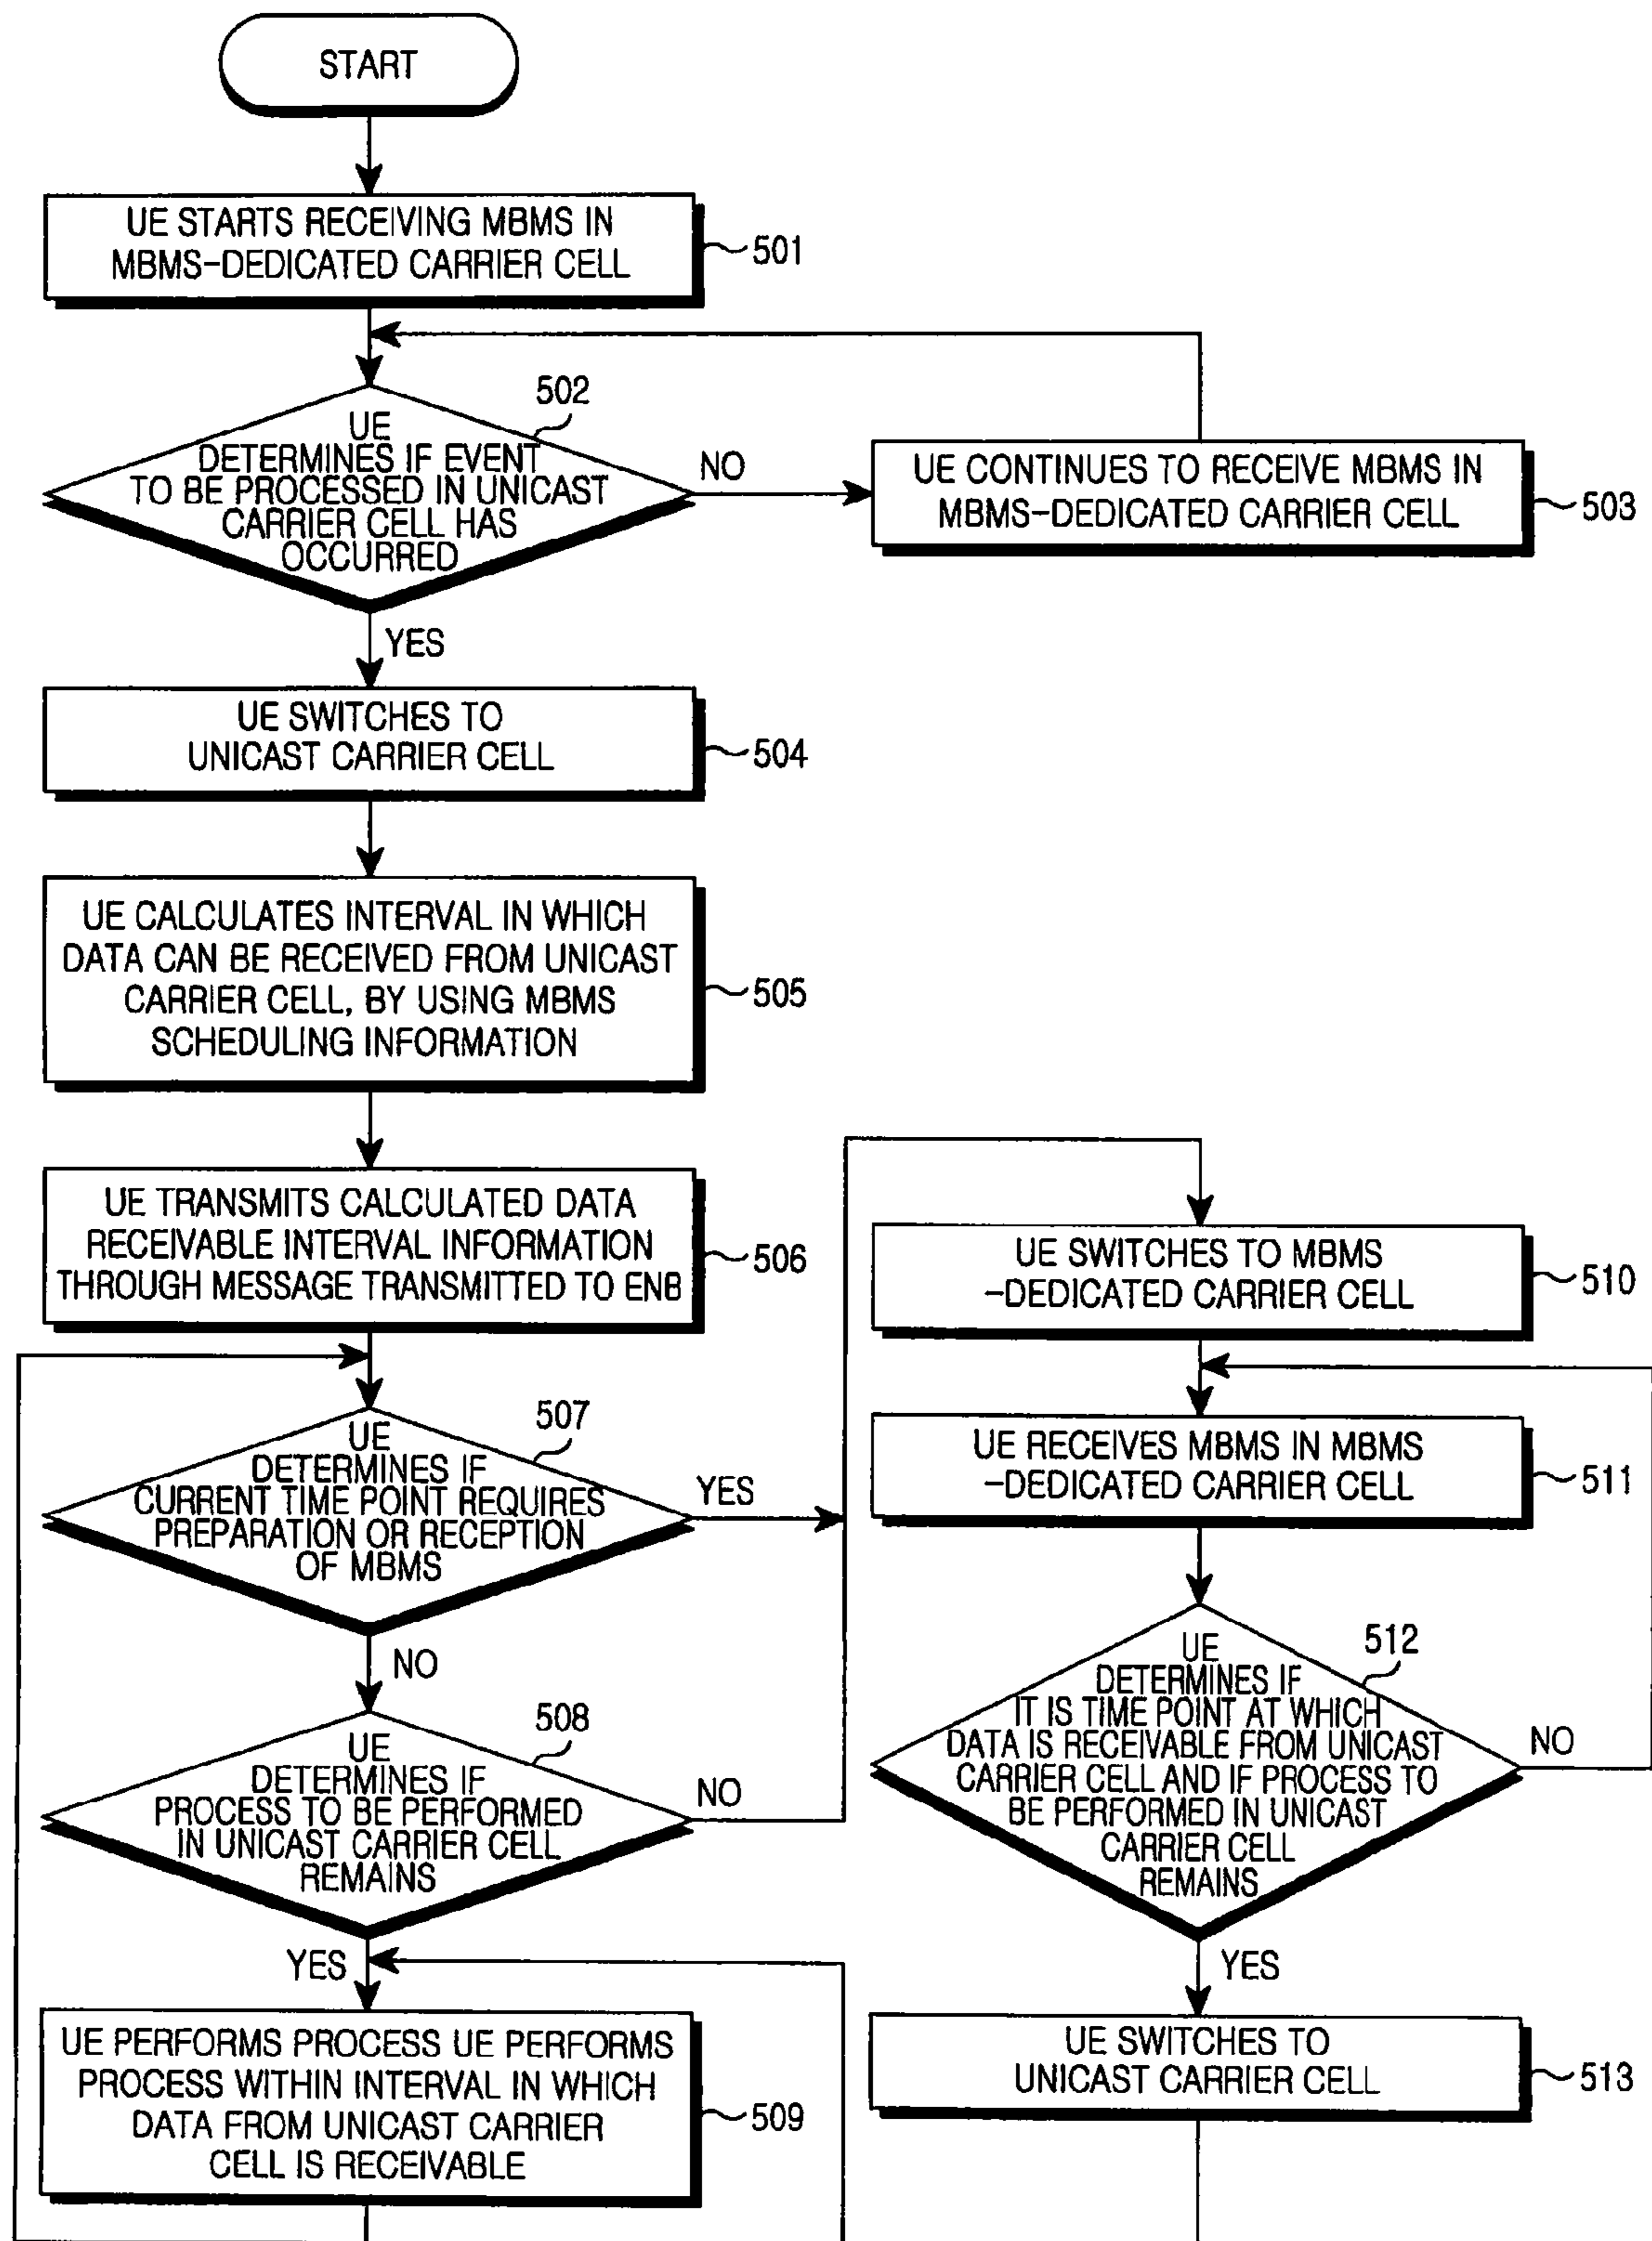 START
UE STARTS RECEIVING MBMS IN
MBMS-DEDICATED CARRIER CELL
501
502
UE
DETERMINES IF EVENT
TO BE PROCESSED IN UNICAST
CARRIER CELL HAS
OCCURRED
NO
UE CONTINUES TO RECEIVE MBMS IN
MBMS-DEDICATED CARRIER CELL
503
YES
UE SWITCHES TO
UNICAST CARRIER CELL
504
UE CALCULATES INTERVAL IN WHICH
DATA CAN BE RECEIVED FROM UNICAST
CARRIER CELL, BY USING MBMS
SCHEDULING INFORMATION
505
UE TRANSMITS CALCULATED DATA
RECEIVABLE INTERVAL INFORMATION
THROUGH MESSAGE TRANSMITTED TO ENB
506
507
UE
DETERMINES IF
CURRENT TIME POINT REQUIRES
PREPARATION OR RECEPTION
OF MBMS
YES
NO
508
UE
DETERMINES IF
PROCESS TO BE PERFORMED
IN UNICAST CARRIER CELL
REMAINS
NO
YES
UE PERFORMS PROCESS UE PERFORMS
PROCESS WITHIN INTERVAL IN WHICH
DATA FROM UNICAST CARRIER
CELL IS RECEIVABLE
509
UE SWITCHES TO MBMS
-DEDICATED CARRIER CELL
510
UE RECEIVES MBMS IN MBMS
-DEDICATED CARRIER CELL
511
512
UE
DETERMINES IF
IT IS TIME POINT AT WHICH
DATA IS RECEIVABLE FROM UNICAST
CARRIER CELL AND IF PROCESS TO
BE PERFORMED IN UNICAST
CARRIER CELL
REMAINS
NO
YES
UE SWITCHES TO
UNICAST CARRIER CELL
513